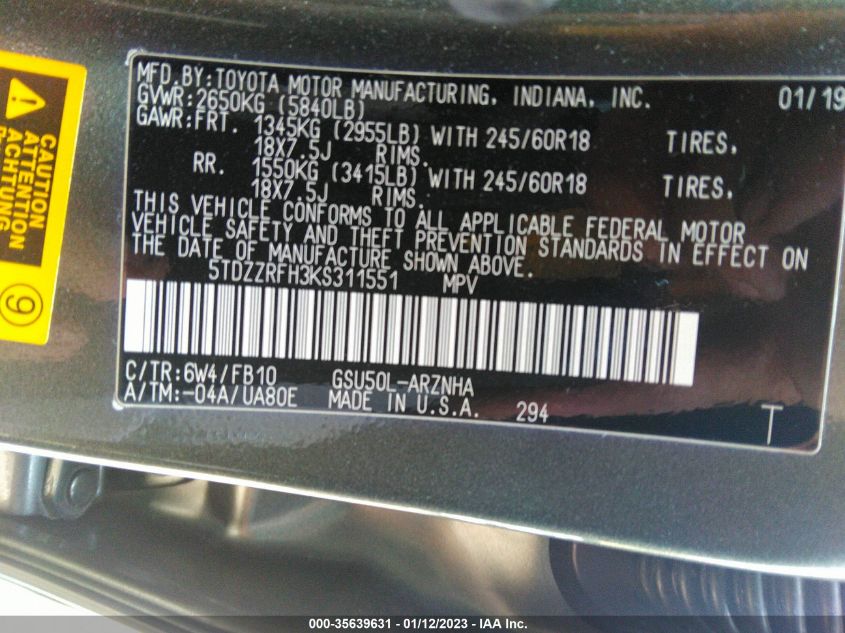 MFD.BY:TOYOTA MOTOR MANUFACTURING, INDIANA, INC. 01/19
GVWR:2650KG (5840LB)
GAWR:FRT. 1345KG (2955LB) WITH 245/60R18 TIRES,
18X7.5J RIMS.
RR. 1550KG (3415LB) WITH 245/60R18 TIRES,
18X7.5J RIMS.
THIS VEHICLE CONFORMS TO ALL APPLICABLE FEDERAL MOTOR
VEHICLE SAFETY AND THEFT PREVENTION STANDARDS IN EFFECT ON
THE DATE OF MANUFACTURE SHOWN ABOVE.
5TDZZRFH3KS311551 MPV
C/TR:6W4/FB10 GSU50L-ARZNHA
A/TM:-04A/UA80E MADE IN U.S.A. 294 T
CAUTION
ATTENTION
ACHTUNG
9
000-35639631 - 01/12/2023 - IAA Inc.